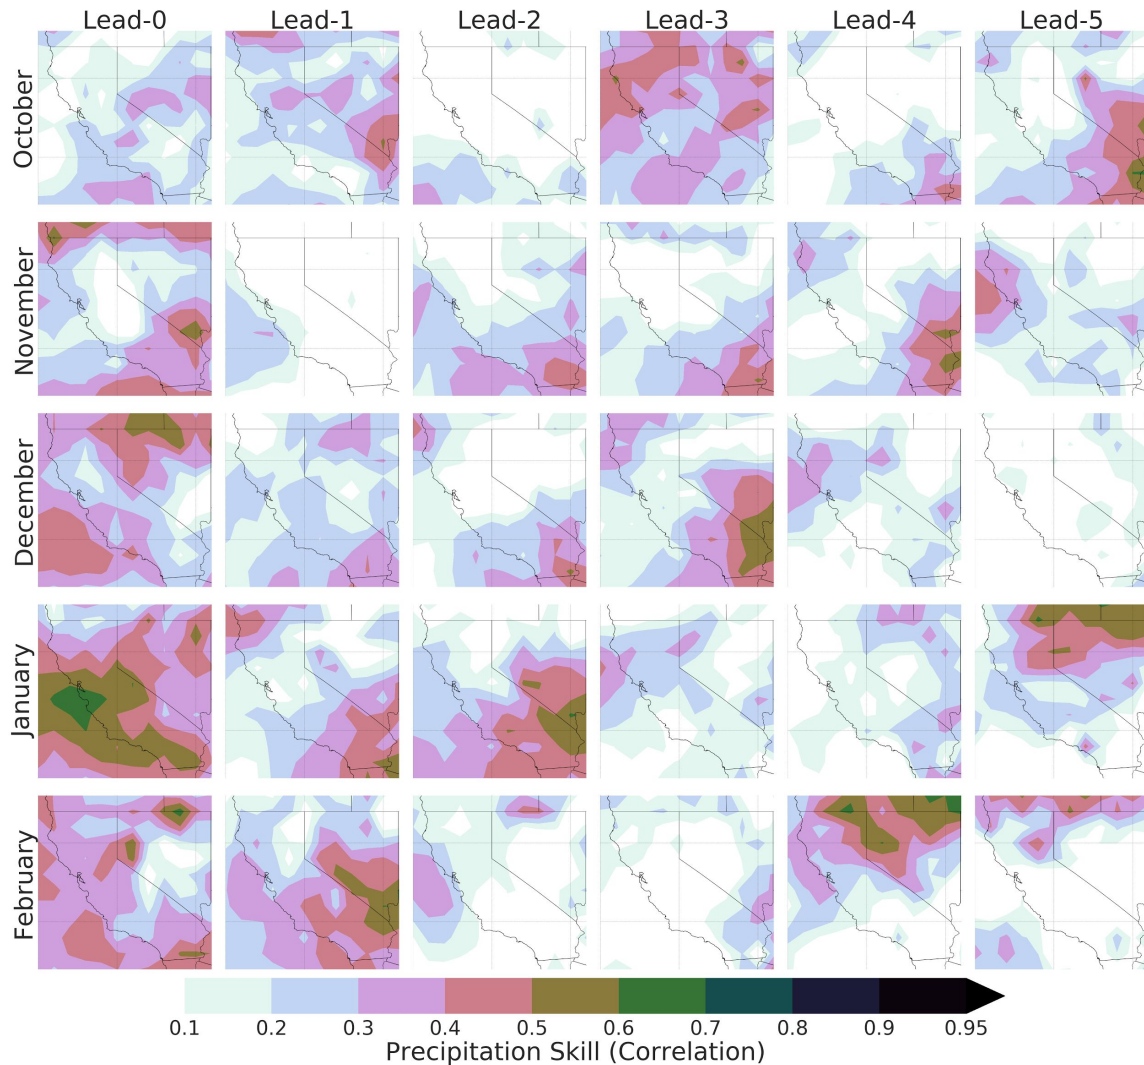 Lead-0 Lead-1 Lead-2 Lead-3 Lead-4 Lead-5
October
November
December
January
February
0.1 0.2 0.3 0.4 0.5 0.6 0.7 0.8 0.9 0.95
Precipitation Skill (Correlation)